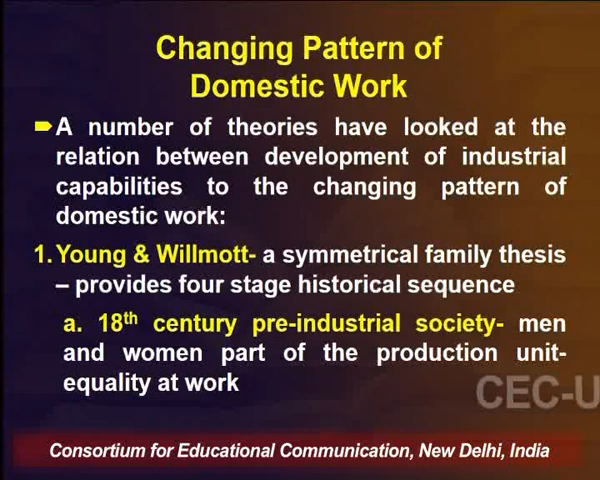 Changing Pattern of
Domestic Work
A number of theories have looked at the
relation between development of industrial
capabilities to the changing pattern of
domestic work:
1. Young & Willmott- a symmetrical family thesis
– provides four stage historical sequence
a. 18th century pre-industrial society- men
and women part of the production unit-
equality at work
CEC-U
Consortium for Educational Communication, New Delhi, India